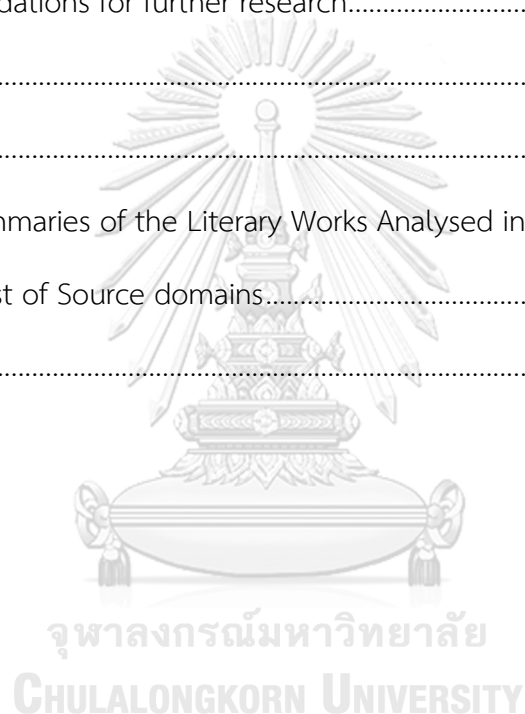 dations for further research..............................
..........................................................................
..........................................................................
nmaries of the Literary Works Analysed in
st of Source domains.......................................
..........................................................................
จุฬาลงกรณ์มหาวิทยาลัย
CHULALONGKORN UNIVERSITY